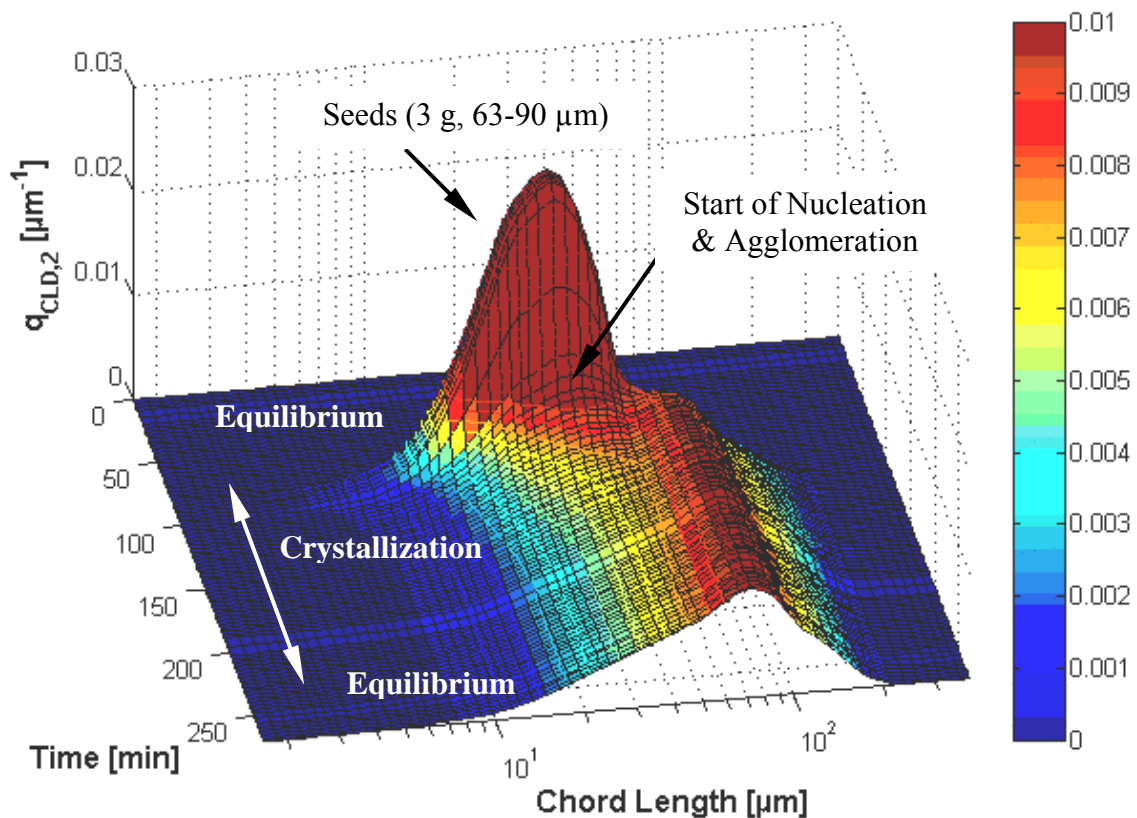 0.03
0.02
0.01
0
q_CLD,2 [µm⁻¹]
Seeds (3 g, 63-90 µm)
Start of Nucleation
& Agglomeration
Equilibrium
Crystallization
Equilibrium
0
50
100
150
200
250
Time [min]
10¹
10²
Chord Length [µm]
0.01
0.009
0.008
0.007
0.006
0.005
0.004
0.003
0.002
0.001
0